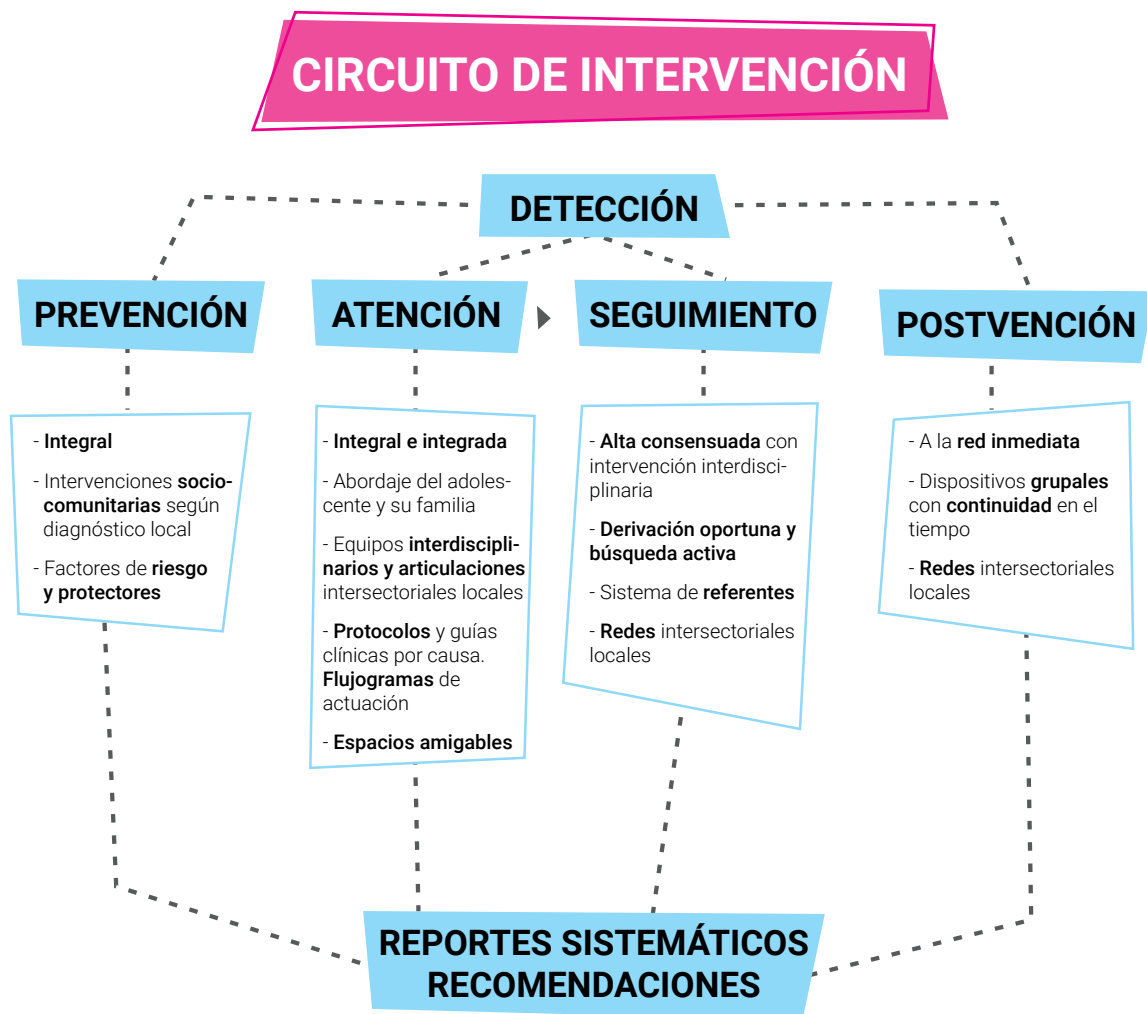 CIRCUITO DE INTERVENCIÓN
DETECCIÓN
PREVENCIÓN
- Integral
- Intervenciones socio-
comunitarias según
diagnóstico local
- Factores de riesgo
y protectores
ATENCIÓN
- Integral e integrada
- Abordaje del adoles-
cente y su familia
- Equipos interdiscipli-
narios y articulaciones
intersectoriales locales
- Protocolos y guías
clínicas por causa.
Flujogramas de
actuación
- Espacios amigables
SEGUIMIENTO
- Alta consensuada con
intervención interdisci-
plinaria
- Derivación oportuna y
búsqueda activa
- Sistema de referentes
- Redes intersectoriales
locales
POSTVENCIÓN
- A la red inmediata
- Dispositivos grupales
con continuidad en el
tiempo
- Redes intersectoriales
locales
REPORTES SISTEMÁTICOS
RECOMENDACIONES